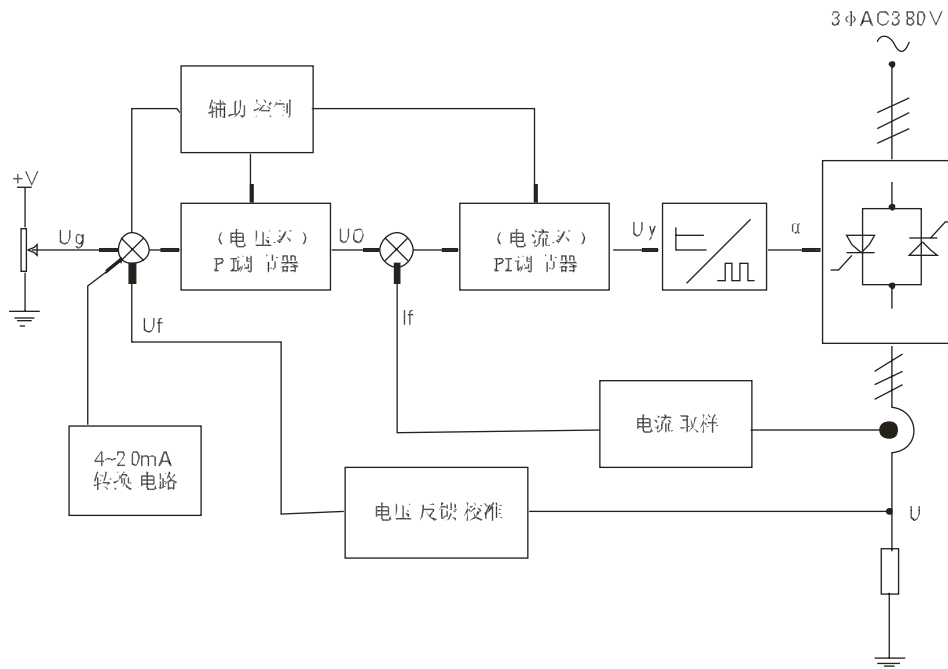 3ΦAC380V
辅助控制
+V
Ug
(电压环)
PI调节器
U0
(电流环)
PI调节器
Uy
α
Uf
If
电流取样
4~20mA
转换电路
电压反馈校准
U